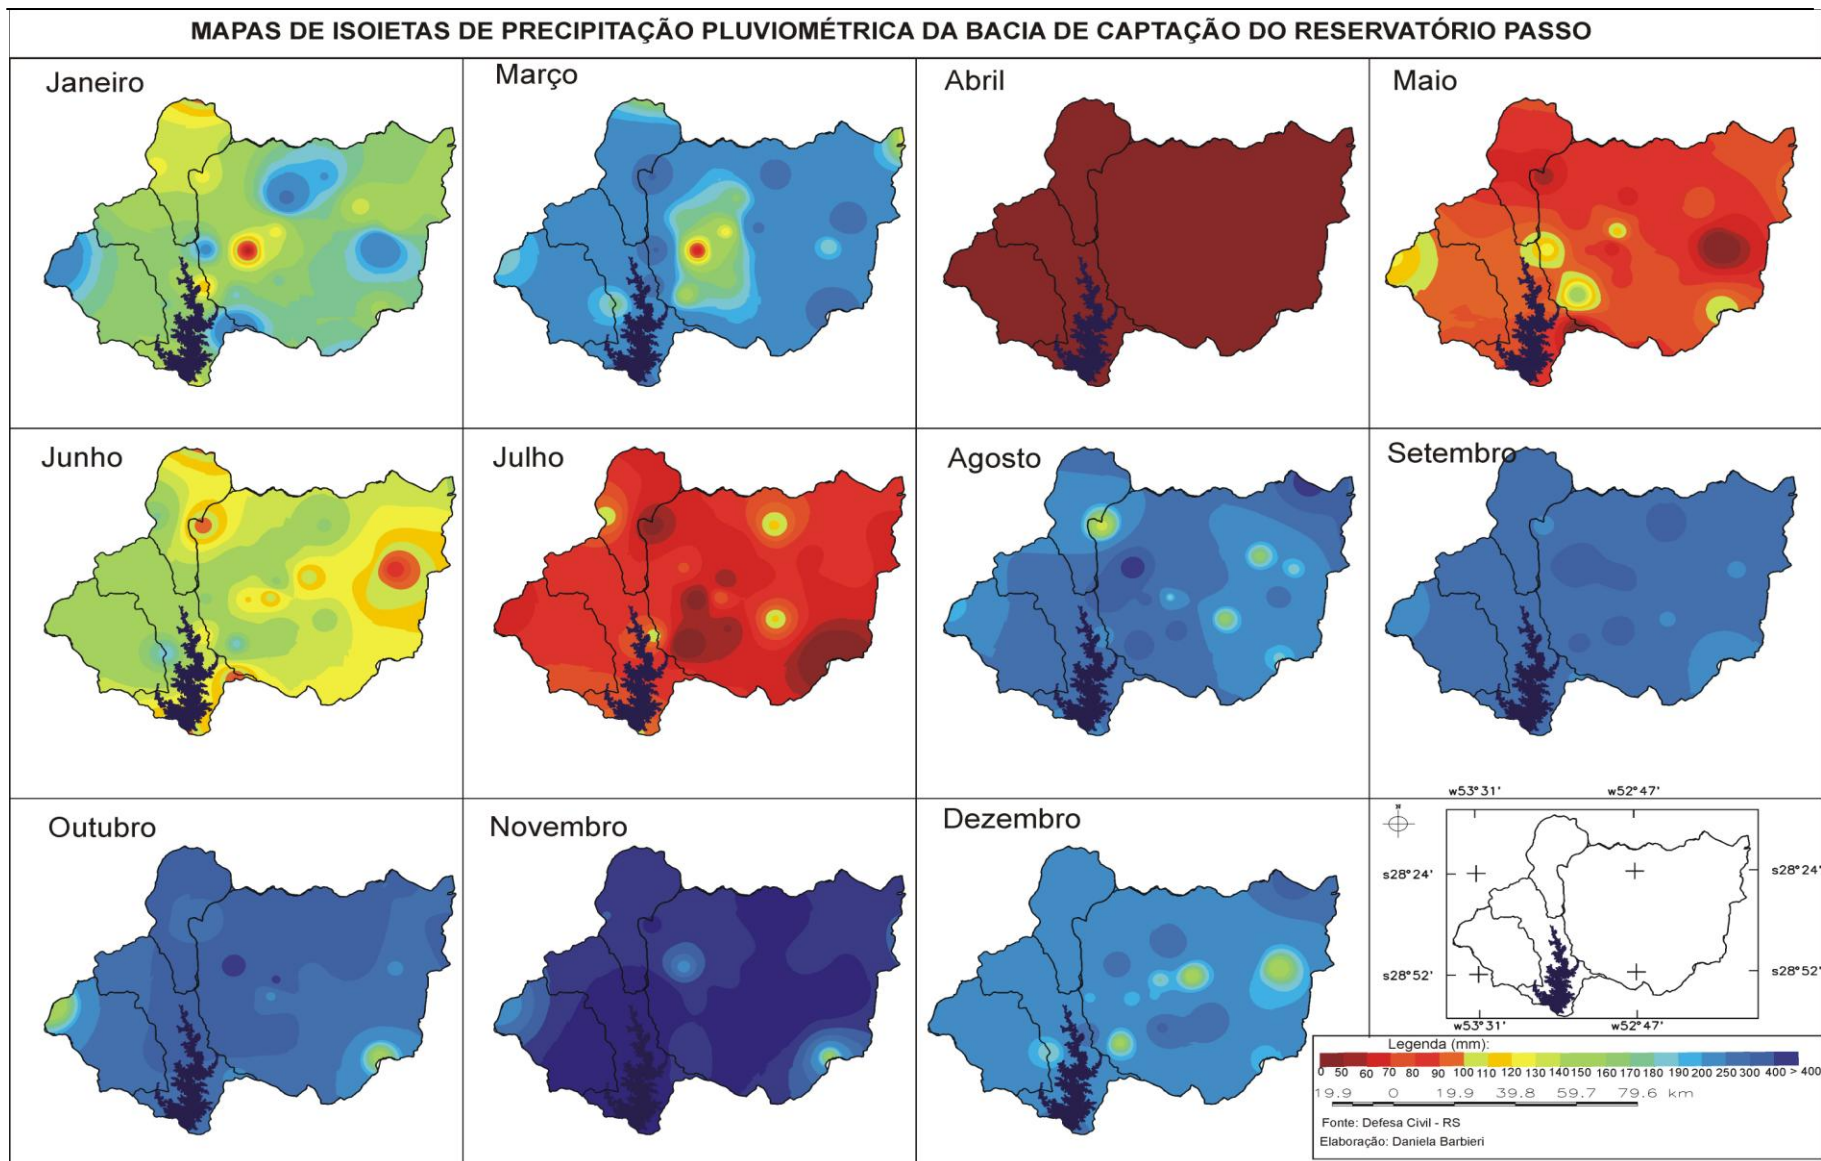 MAPAS DE ISOIETAS DE PRECIPITAÇÃO PLUVIOMÉTRICA DA BACIA DE CAPTAÇÃO DO RESERVATÓRIO PASSO
Janeiro
Março
Abril
Maio
Junho
Julho
Agosto
Setembro
Outubro
Novembro
Dezembro
w53°31' w52°47'
s28°24' s28°24'
s28°52' s28°52'
w53°31' w52°47'
Legenda (mm):
0 50 60 70 80 90 100 110 120 130 140 150 160 170 180 190 200 250 300 400 > 400
19.9 0 19.9 39.8 59.7 79.6 km
Fonte: Defesa Civil - RS
Elaboração: Daniela Barbieri